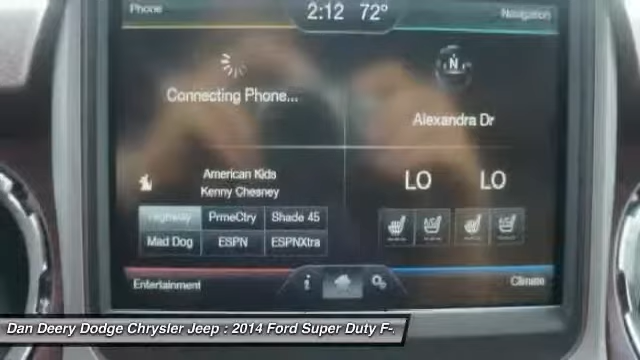 Phone
2:12 72°
Navigation
Connecting Phone...
N
Alexandra Dr
American Kids
Kenny Chesney
LO LO
Highway PrmeCtry Shade 45
Mad Dog ESPN ESPNXtra
Entertainment
i
Climate
Dan Deery Dodge Chrysler Jeep : 2014 Ford Super Duty F-